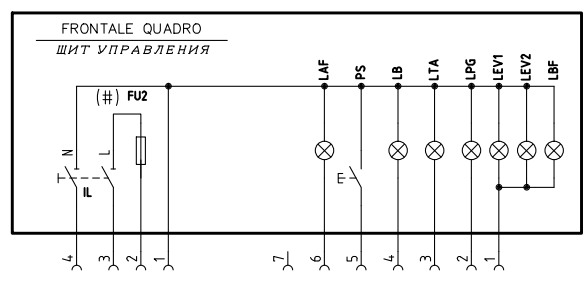 FRONTALE QUADRO
ЩИТ УПРАВЛЕНИЯ
LAF
PS
LB
LTA
LPG
LEV1
LEV2
LBF
(#) FU2
N
L
IL
4
3
2
1
7
6
5
4
3
2
1